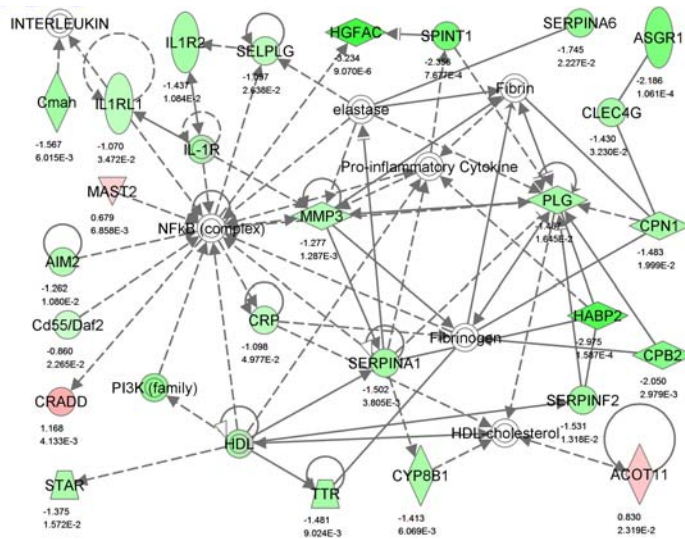 INTERLEUKIN
IL1R2
-1.437
1.084E-2
SELPLG
-1.097
2.638E-2
HGFAC
-3.234
9.070E-6
SPINT1
-2.356
7.677E-4
SERPINA6
-1.745
2.227E-2
ASGR1
-2.186
1.061E-4
Cmah
-1.567
6.015E-3
IL1RL1
-1.070
3.472E-2
IL-1R
elastase
Fibrin
CLEC4G
-1.430
3.230E-2
MAST2
0.679
6.858E-3
Pro-inflammatory Cytokine
NFkB (complex)
MMP3
-1.277
1.287E-3
PLG
1.645E-2
CPN1
-1.483
1.999E-2
AIM2
-1.262
1.080E-2
Cd55/Daf2
-0.860
2.265E-2
CRP
-1.098
4.977E-2
Fibrinogen
HABP2
-2.975
1.587E-4
SERPINA1
-1.502
3.805E-3
CPB2
-2.050
2.979E-3
CRADD
1.168
4.133E-3
PI3K (family)
SERPINF2
-1.531
1.318E-2
HDL
HDL-cholesterol
STAR
-1.375
1.572E-2
TTR
-1.481
9.024E-3
CYP8B1
-1.413
6.069E-3
ACOT11
0.830
2.319E-2